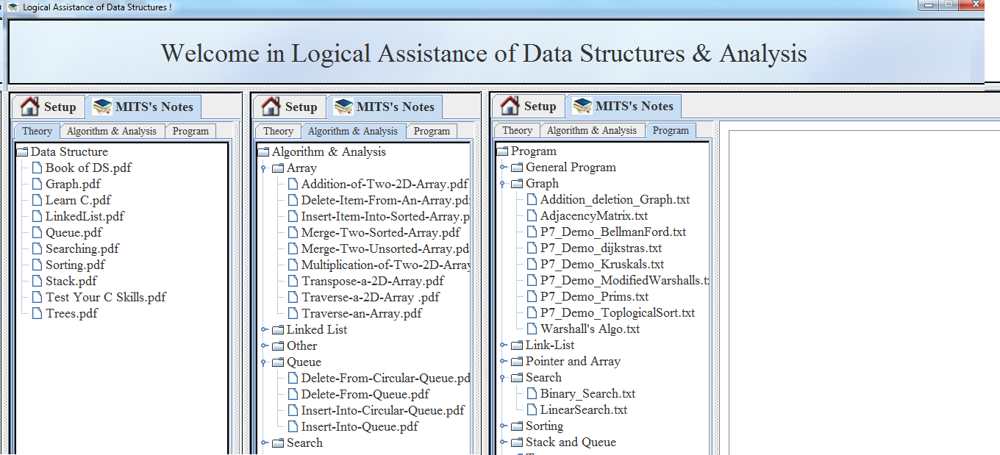 Logical Assistance of Data Structures !
Welcome in Logical Assistance of Data Structures & Analysis
Setup
MITS's Notes
Theory
Algorithm & Analysis
Program
Data Structure
Book of DS.pdf
Graph.pdf
Learn C.pdf
LinkedList.pdf
Queue.pdf
Searching.pdf
Sorting.pdf
Stack.pdf
Test Your C Skills.pdf
Trees.pdf
Setup
MITS's Notes
Theory
Algorithm & Analysis
Program
Algorithm & Analysis
Array
Addition-of-Two-2D-Array.pdf
Delete-Item-From-An-Array.pd
Insert-Item-Into-Sorted-Array.p
Merge-Two-Sorted-Array.pdf
Merge-Two-Unsorted-Array.pd
Multiplication-of-Two-2D-Array
Transpose-a-2D-Array.pdf
Traverse-a-2D-Array .pdf
Traverse-an-Array.pdf
Linked List
Other
Queue
Delete-From-Circular-Queue.pd
Delete-From-Queue.pdf
Insert-Into-Circular-Queue.pdf
Insert-Into-Queue.pdf
Search
Setup
MITS's Notes
Theory
Algorithm & Analysis
Program
Program
General Program
Graph
Addition_deletion_Graph.txt
AdjacencyMatrix.txt
P7_Demo_BellmanFord.txt
P7_Demo_dijkstras.txt
P7_Demo_Kruskals.txt
P7_Demo_ModifiedWarshalls.t
P7_Demo_Prims.txt
P7_Demo_ToplogicalSort.txt
Warshall's Algo.txt
Link-List
Pointer and Array
Search
Binary_Search.txt
LinearSearch.txt
Sorting
Stack and Queue